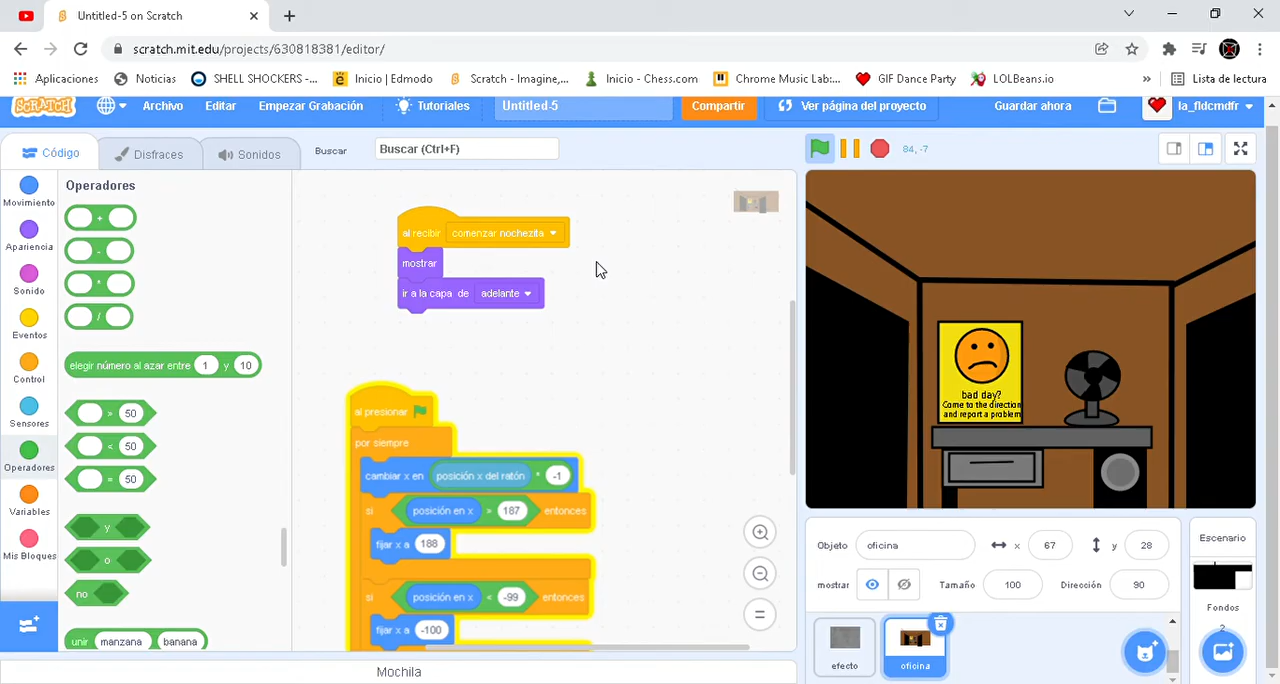 Untitled-5 on Scratch
scratch.mit.edu/projects/630818381/editor/
Aplicaciones Noticias SHELL SHOCKERS -... Inicio | Edmodo Scratch - Imagine,... Inicio - Chess.com Chrome Music Lab:... GIF Dance Party LOLBeans.io » Lista de lectura
SCRATCH Archivo Editar Empezar Grabación Tutoriales Untitled-5 Compartir Ver página del proyecto Guardar ahora la_fldcmdfr
Código Disfraces Sonidos Buscar Buscar (Ctrl+F) 84, -7
Movimiento
Apariencia
Sonido
Eventos
Control
Sensores
Operadores
Variables
Mis Bloques
Operadores
+
-
*
/
elegir número al azar entre 1 y 10
> 50
< 50
= 50
y
o
no
unir manzana banana
al recibir comenzar nochezita
mostrar
ir a la capa de adelante
al presionar
por siempre
cambiar x en posición x del ratón * -1
si posición en x > 187 entonces
fijar x a 188
si posición en x < -99 entonces
fijar x a -100
Mochila
bad day?
Come to the direction
and report a problem
Objeto oficina x 67 y 28
mostrar Tamaño 100 Dirección 90
efecto
oficina
Escenario
Fondos
2